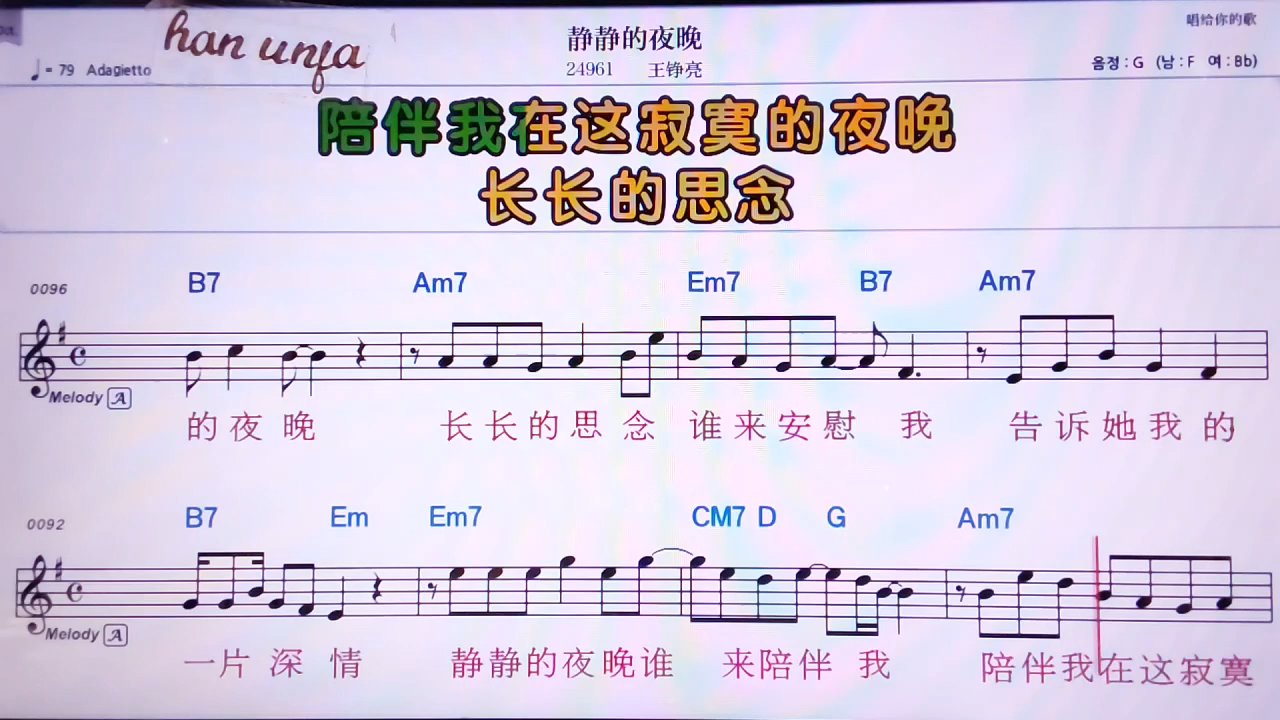 han unfa
静静的夜晚
唱给你的歌
♩= 79 Adagietto
24961 王铮亮
음정 : G (남 : F 여 : Bb)
陪伴我在这寂寞的夜晚
长长的思念
0096 B7 Am7 Em7 B7 Am7
Melody A
的夜晚 长长的思念 谁来安慰 我 告诉她我的
0092 B7 Em Em7 CM7 D G Am7
Melody A
一片深情 静静的夜晚谁 来陪伴 我 陪伴我在这寂寞